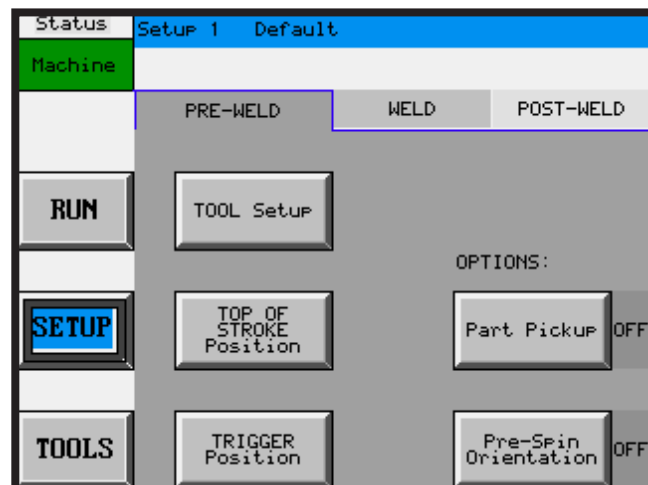 Status
Setup 1 Default
Machine
PRE-WELD
WELD
POST-WELD
RUN
TOOL Setup
OPTIONS:
SETUP
TOP OF
STROKE
Position
Part Pickup
OFF
TOOLS
TRIGGER
Position
Pre-Spin
Orientation
OFF